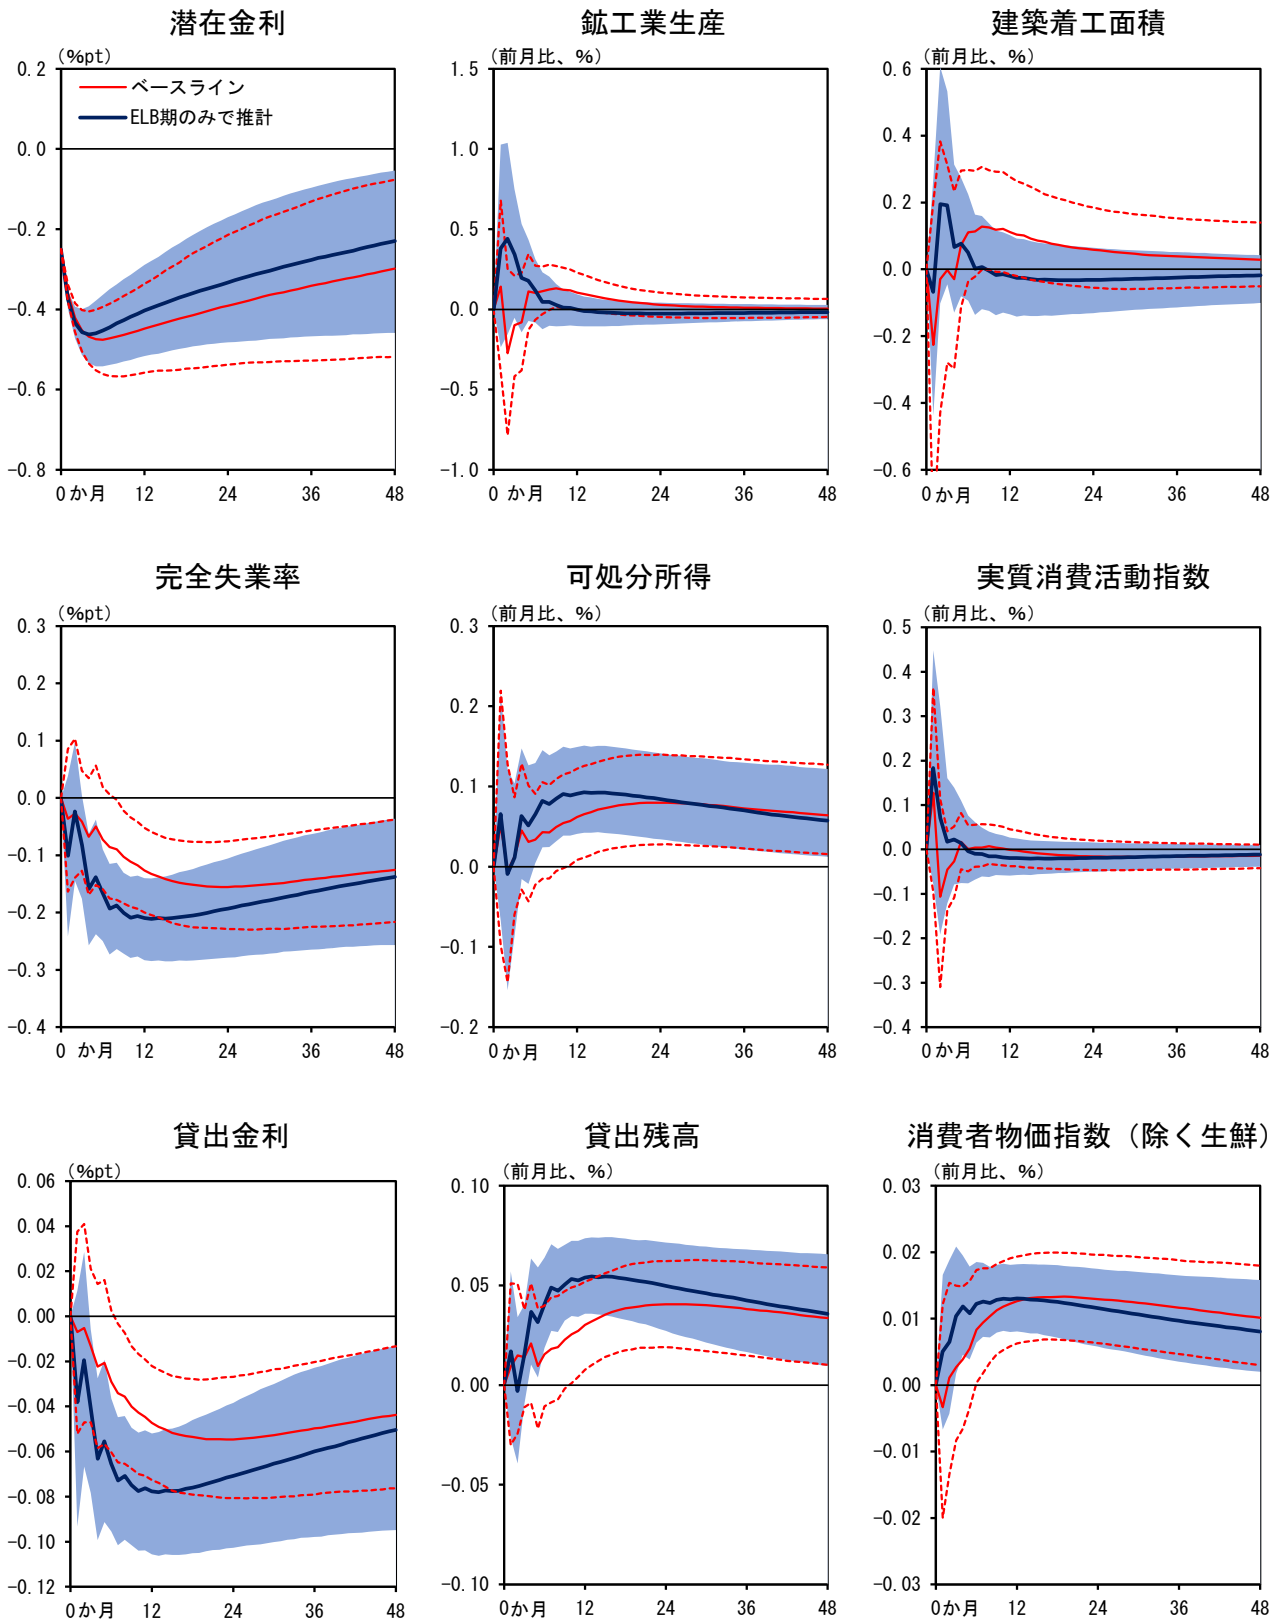 潜在金利
(%pt)
0.2
0.0
-0.2
-0.4
-0.6
-0.8
ベースライン
ELB期のみで推計
0か月 12 24 36 48
鉱工業生産
(前月比、%)
1.5
1.0
0.5
0.0
-0.5
-1.0
0 か月 12 24 36 48
建築着工面積
(前月比、%)
0.6
0.4
0.2
0.0
-0.2
-0.4
-0.6
0 か月 12 24 36 48
完全失業率
(%pt)
0.3
0.2
0.1
0.0
-0.1
-0.2
-0.3
-0.4
0 か月 12 24 36 48
可処分所得
(前月比、%)
0.3
0.2
0.1
0.0
-0.1
-0.2
0か月 12 24 36 48
実質消費活動指数
(前月比、%)
0.5
0.4
0.3
0.2
0.1
0.0
-0.1
-0.2
-0.3
-0.4
0 か月 12 24 36 48
貸出金利
(%pt)
0.06
0.04
0.02
0.00
-0.02
-0.04
-0.06
-0.08
-0.10
-0.12
0か月 12 24 36 48
貸出残高
(前月比、%)
0.10
0.05
0.00
-0.05
-0.10
0か月 12 24 36 48
消費者物価指数（除く生鮮）
(前月比、%)
0.03
0.02
0.01
0.00
-0.01
-0.02
-0.03
0か月 12 24 36 48